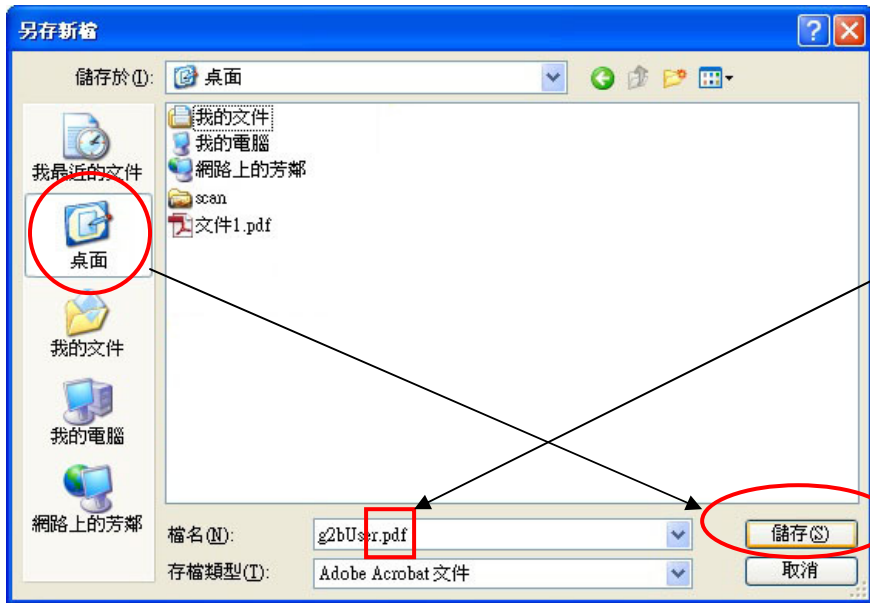 另存新檔
儲存於(I):
桌面
我最近的文件
桌面
我的文件
我的電腦
網路上的芳鄰
我的文件
我的電腦
網路上的芳鄰
scan
文件1.pdf
檔名(N):
g2bUser.pdf
儲存(S)
存檔類型(T):
Adobe Acrobat 文件
取消